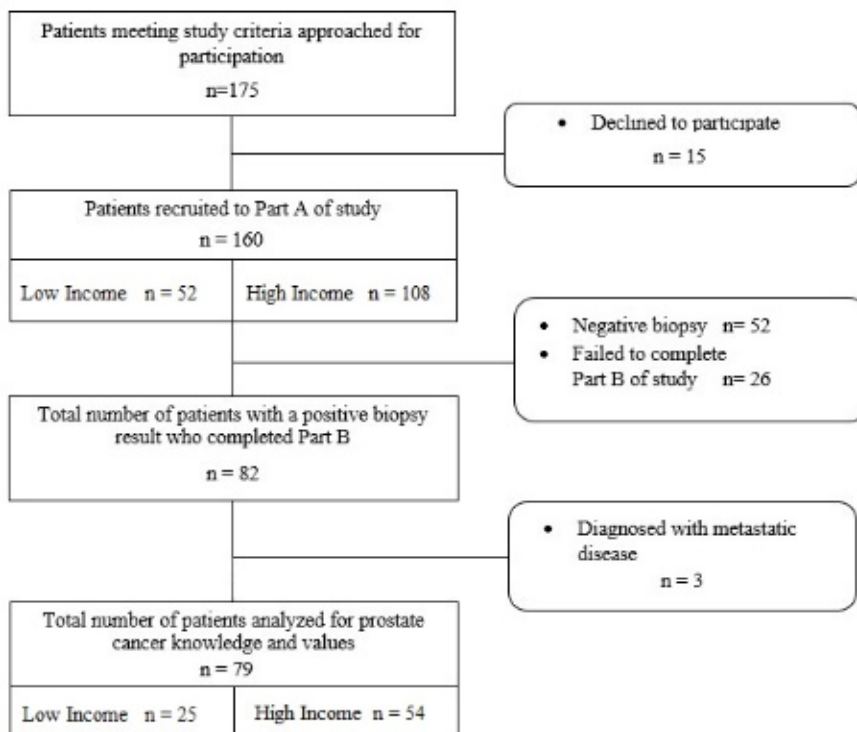 Patients meeting study criteria approached for
participation
n=175
• Declined to participate
n = 15
Patients recruited to Part A of study
n = 160
Low Income n = 52
High Income n = 108
• Negative biopsy n= 52
• Failed to complete
Part B of study n= 26
Total number of patients with a positive biopsy
result who completed Part B
n = 82
• Diagnosed with metastatic
disease
n = 3
Total number of patients analyzed for prostate
cancer knowledge and values
n = 79
Low Income n = 25
High Income n = 54